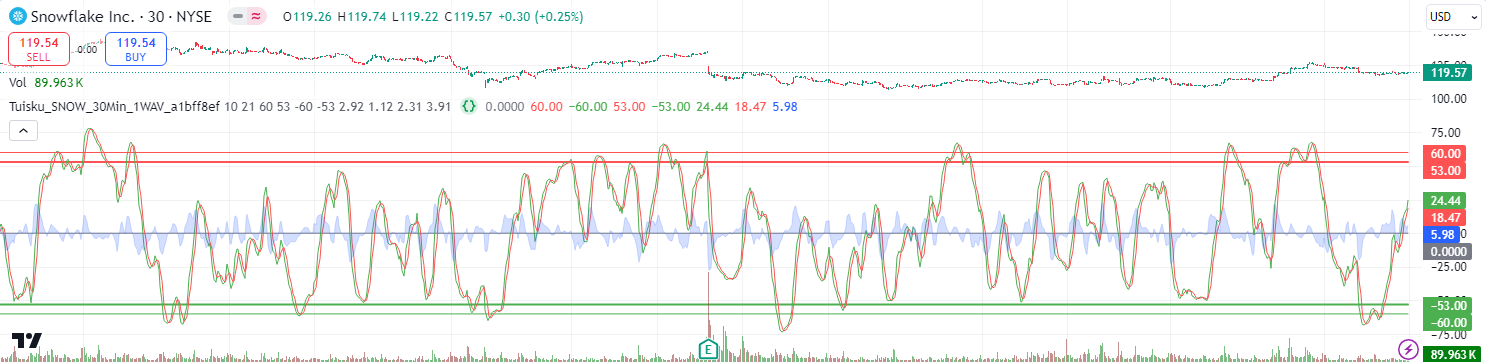 Snowflake Inc. · 30 · NYSE O119.26 H119.74 L119.22 C119.57 +0.30 (+0.25%)
USD
119.54
SELL
0.00
119.54
BUY
119.57
Vol 89.963 K
100.00
Tuisku_SNOW_30Min_1WAV_a1bff8ef 10 21 60 53 -60 -53 2.92 1.12 2.31 3.91 {} 0.0000 60.00 −60.00 53.00 −53.00 24.44 18.47 5.98
75.00
60.00
53.00
24.44
18.47
5.98
0.0000
−25.00
−53.00
−60.00
E
89.963 K